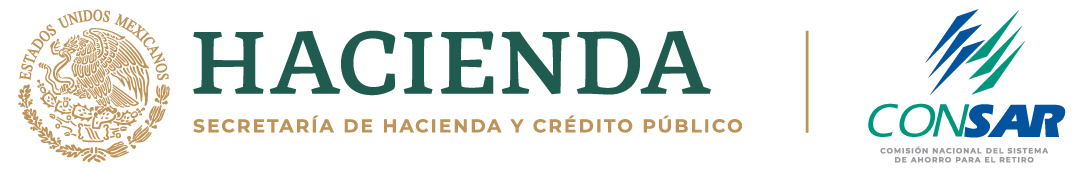 ESTADOS UNIDOS MEXICANOS
HACIENDA
SECRETARÍA DE HACIENDA Y CRÉDITO PÚBLICO
CONSAR
COMISIÓN NACIONAL DEL SISTEMA
DE AHORRO PARA EL RETIRO